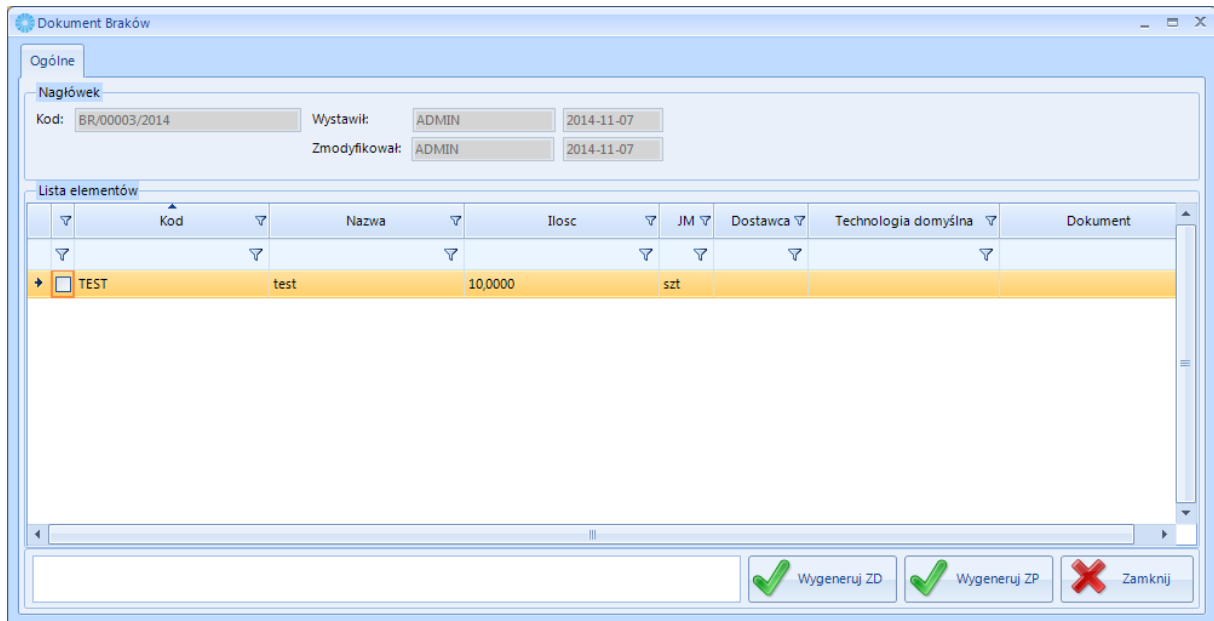 Dokument Braków
Ogólne
Nagłówek
Kod: BR/00003/2014 Wystawił: ADMIN 2014-11-07
Zmodyfikował: ADMIN 2014-11-07
Lista elementów
Kod Nazwa Ilosc JM Dostawca Technologia domyślna Dokument
TEST test 10,0000 szt
Wygeneruj ZD Wygeneruj ZP Zamknij